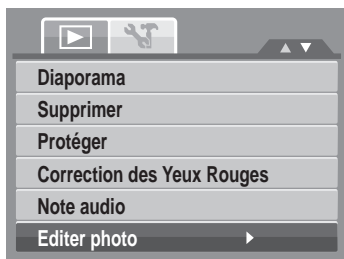 Diaporama
Supprimer
Protéger
Correction des Yeux Rouges
Note audio
Editer photo